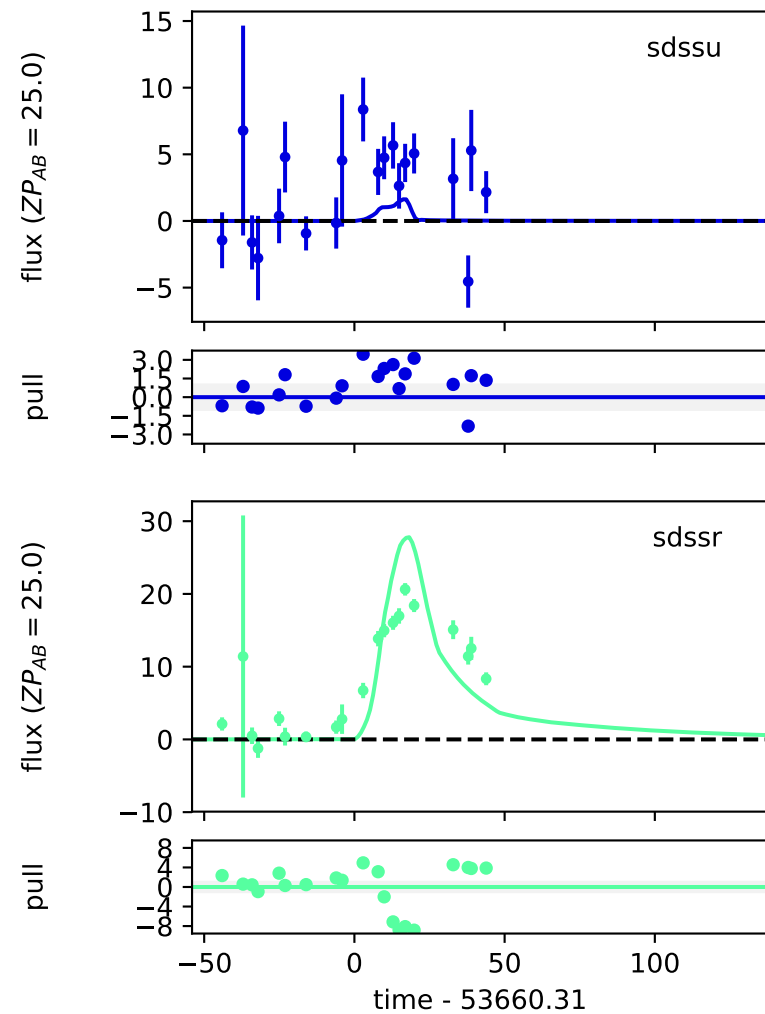 15
10
5
0
−5
flux (ZP_AB = 25.0)
sdssu
3.0
1.5
0.0
−1.5
−3.0
pull
30
20
10
0
−10
flux (ZP_AB = 25.0)
sdssr
8
4
0
−4
−8
pull
−50 0 50 100
time - 53660.31